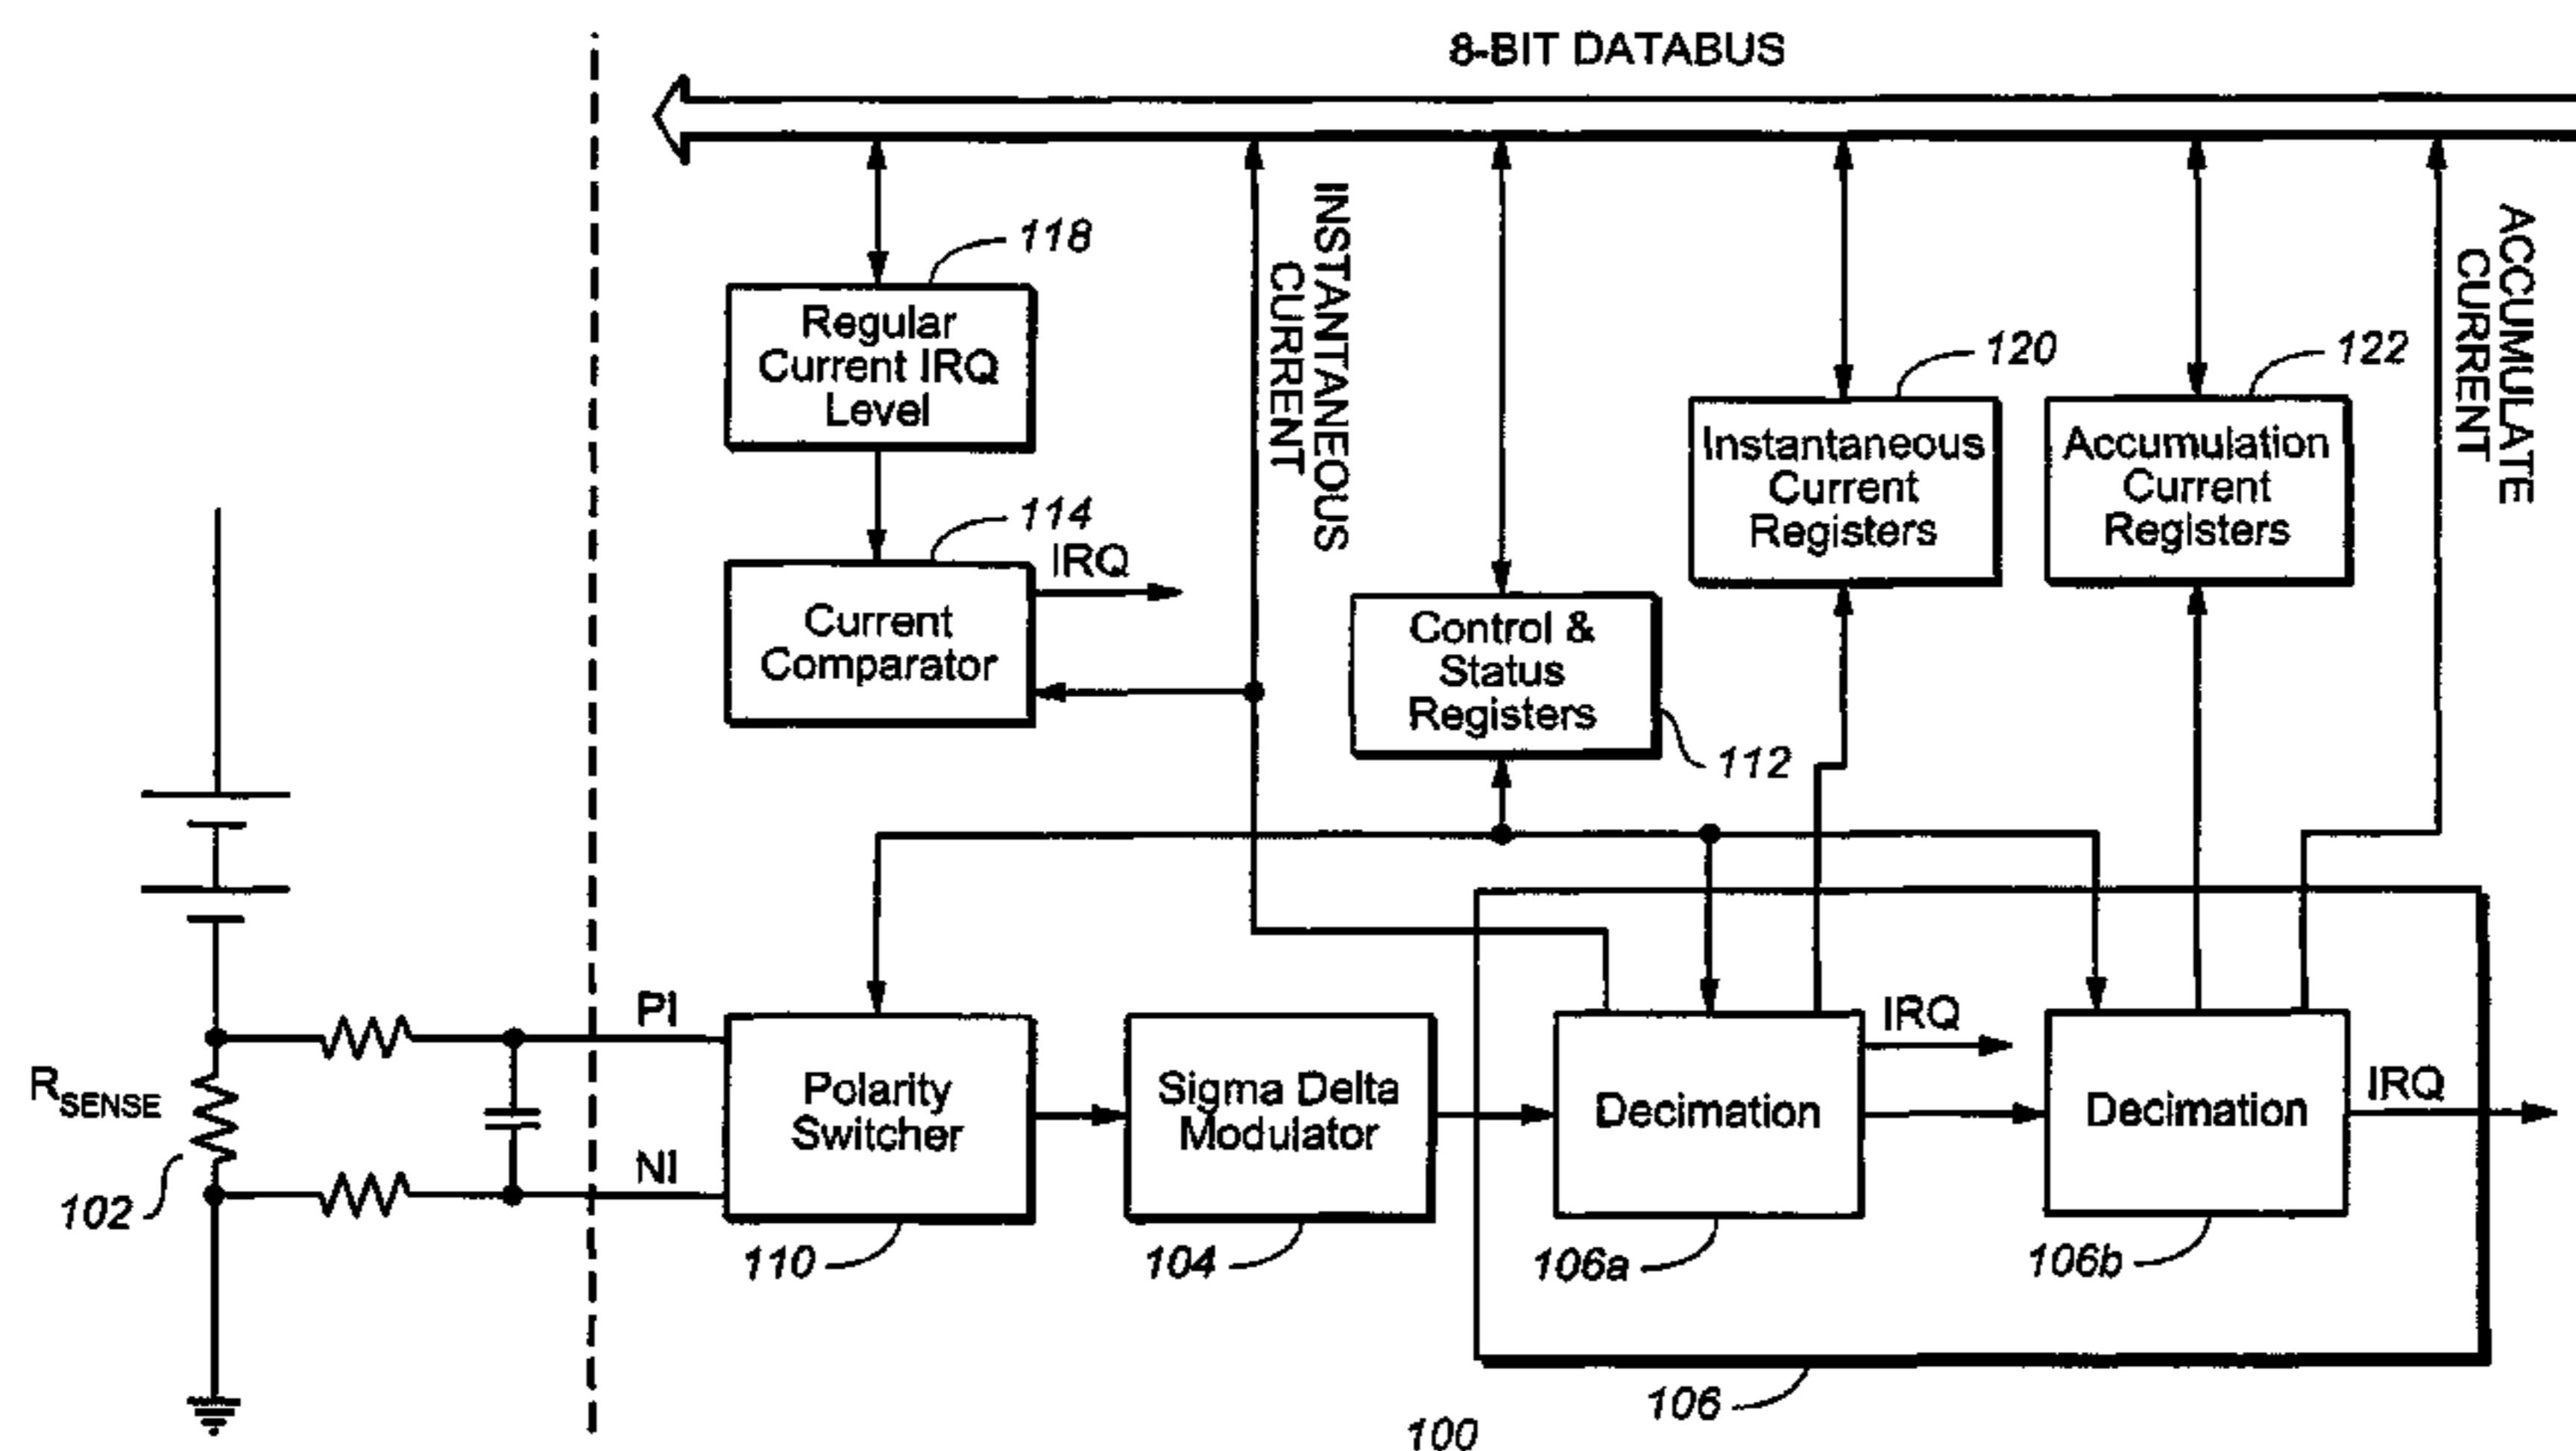 8-BIT DATABUS
118
Regular
Current IRQ
Level
INSTANTANEOUS
CURRENT
120
Instantaneous
Current
Registers
122
Accumulation
Current
Registers
ACCUMULATE
CURRENT
114
IRQ
Current
Comparator
Control &
Status
Registers
112
PI
NI
RSENSE
102
Polarity
Switcher
110
Sigma Delta
Modulator
104
Decimation
IRQ
106a
Decimation
IRQ
106b
106
100